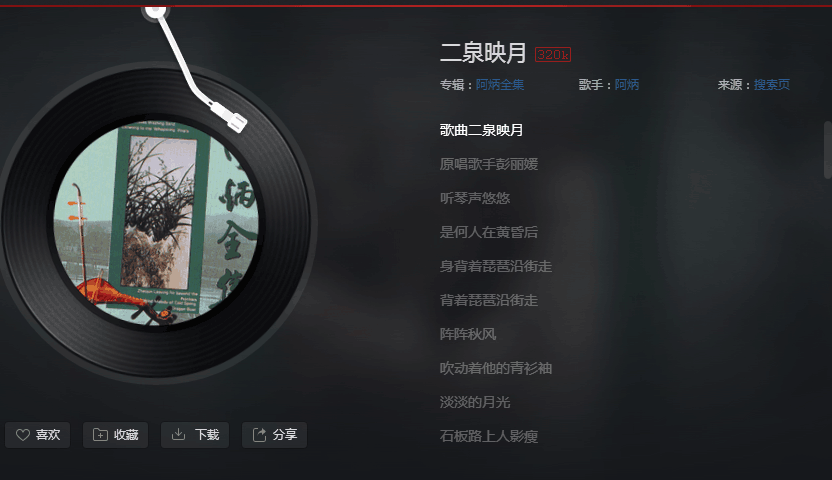 二泉映月 320k
专辑：阿炳全集 歌手：阿炳 来源：搜索页
歌曲二泉映月
原唱歌手彭丽媛
听琴声悠悠
是何人在黄昏后
身背着琵琶沿街走
背着琵琶沿街走
阵阵秋风
吹动着他的青衫袖
淡淡的月光
石板路上人影瘦
炳全集
喜欢 收藏 下载 分享